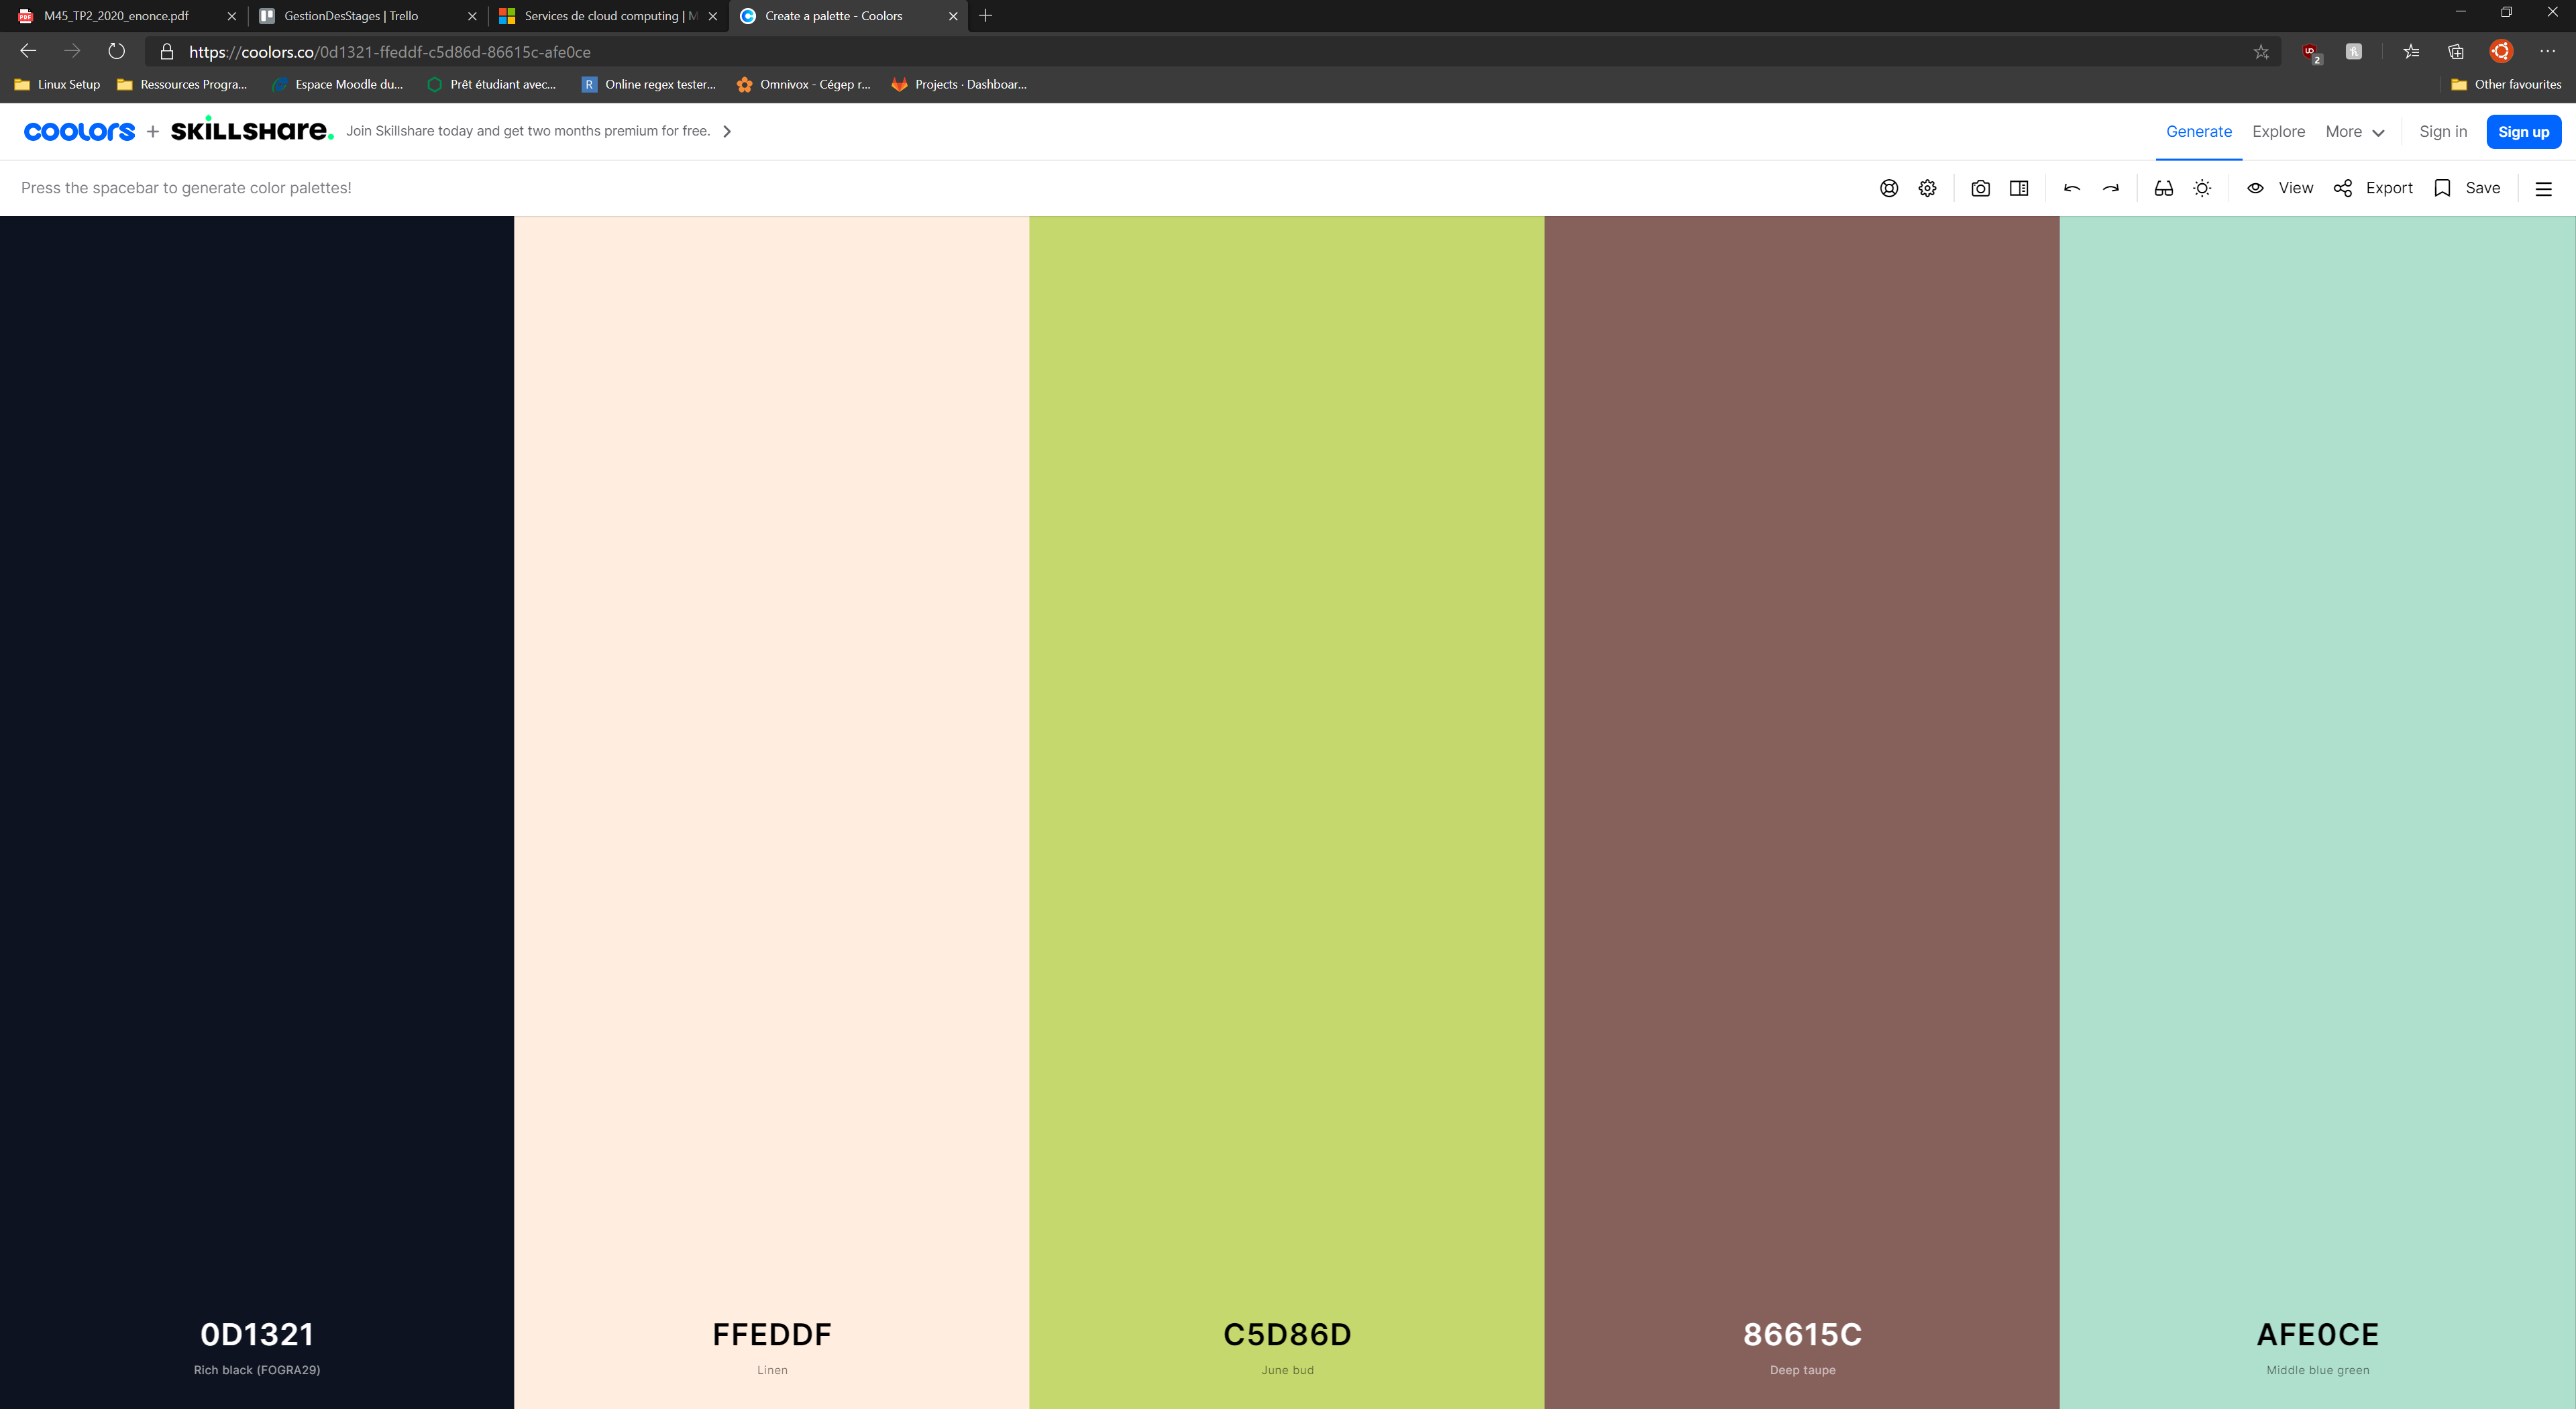 M45_TP2_2020_enonce.pdf
GestionDesStages | Trello
Services de cloud computing | M
Create a palette - Coolors
https://coolors.co/0d1321-ffeddf-c5d86d-86615c-afe0ce
2
Linux Setup
Ressources Progra...
Espace Moodle du...
Prêt étudiant avec...
R
Online regex tester...
Omnivox - Cégep r...
Projects · Dashboar...
Other favourites
coolors + SKILLSHARE.
Join Skillshare today and get two months premium for free.
Generate
Explore
More
Sign in
Sign up
Press the spacebar to generate color palettes!
View
Export
Save
0D1321
Rich black (FOGRA29)
FFEDDF
Linen
C5D86D
June bud
86615C
Deep taupe
AFE0CE
Middle blue green